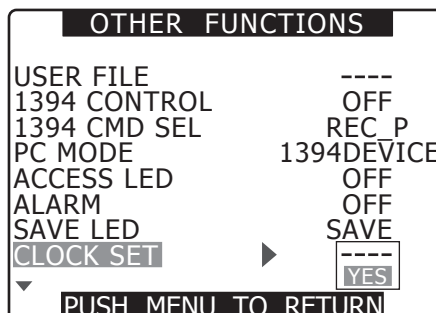 OTHER FUNCTIONS
USER FILE ----
1394 CONTROL OFF
1394 CMD SEL REC_P
PC MODE 1394DEVICE
ACCESS LED OFF
ALARM OFF
SAVE LED SAVE
CLOCK SET ----
YES
PUSH MENU TO RETURN